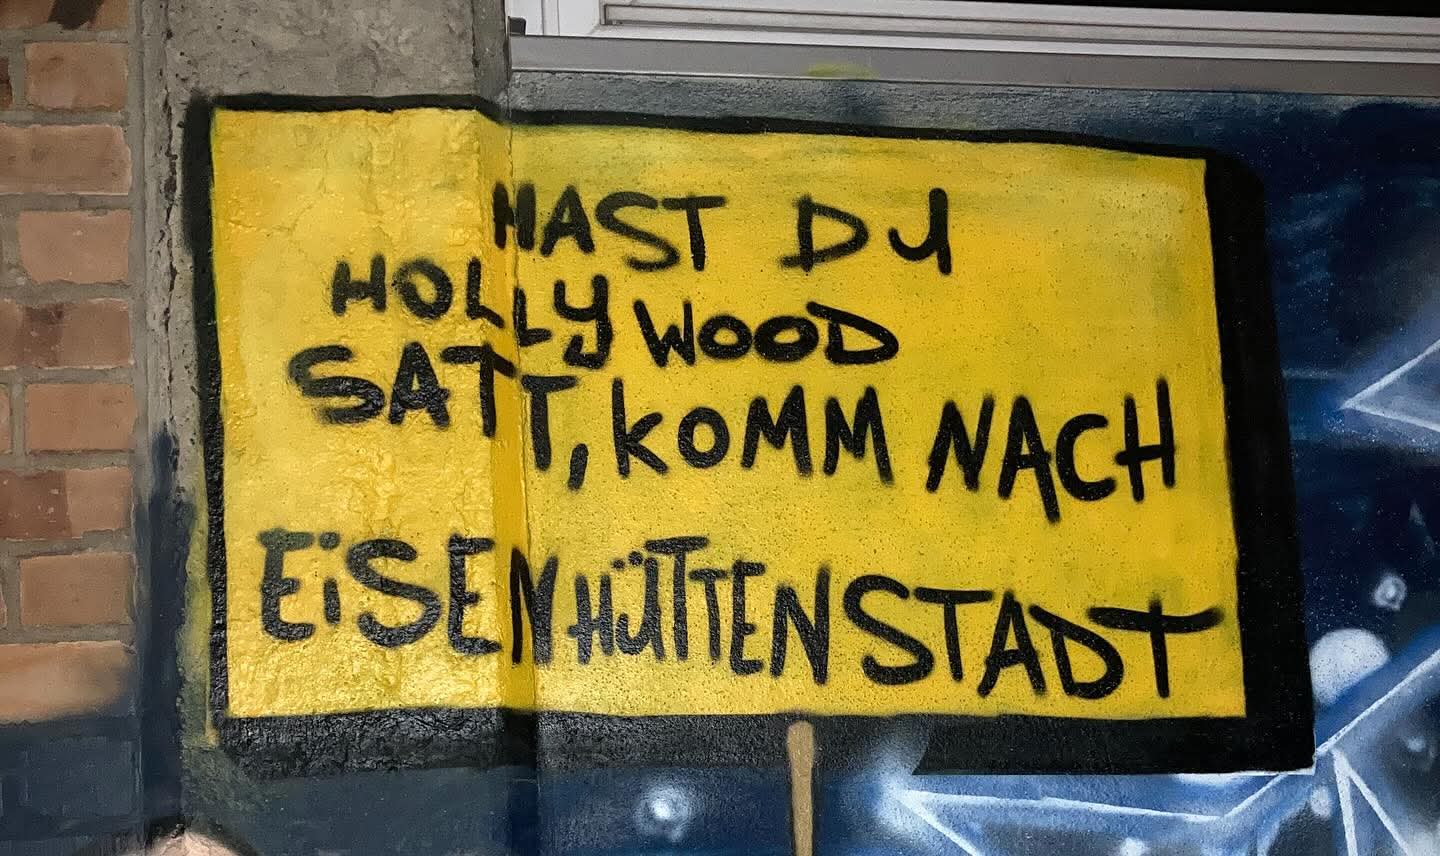 HAST DU
HOLLYWOOD
SATT, KOMM NACH
EiSENHÜTTENSTADT